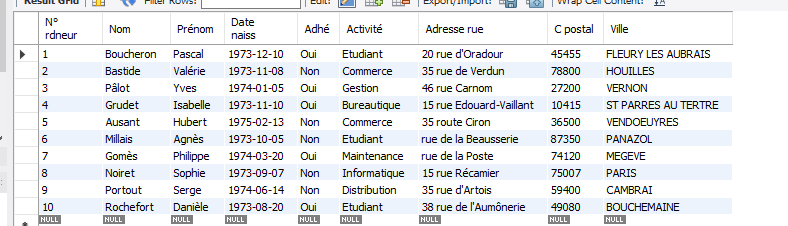 Result Grid Filter Rows: Edit: Export/Import: Wrap Cell Content:
N° rdneur Nom Prénom Date naiss Adhé Activité Adresse rue C postal Ville
1 Boucheron Pascal 1973-12-10 Oui Etudiant 20 rue d'Oradour 45455 FLEURY LES AUBRAIS
2 Bastide Valérie 1973-11-08 Non Commerce 35 rue de Verdun 78800 HOUILLES
3 Pâlot Yves 1974-01-05 Oui Gestion 46 rue Carnom 27200 VERNON
4 Grudet Isabelle 1973-11-10 Oui Bureautique 15 rue Edouard-Vaillant 10415 ST PARRES AU TERTRE
5 Ausant Hubert 1975-02-13 Non Commerce 35 route Ciron 36500 VENDOEUYRES
6 Millais Agnès 1973-10-05 Non Etudiant rue de la Beausserie 87350 PANAZOL
7 Gomès Philippe 1974-03-20 Oui Maintenance rue de la Poste 74120 MEGEVE
8 Noiret Sophie 1973-09-07 Non Informatique 15 rue Récamier 75007 PARIS
9 Portout Serge 1974-06-14 Non Distribution 35 rue d'Artois 59400 CAMBRAI
10 Rochefort Danièle 1973-08-20 Oui Etudiant 38 rue de l'Aumônerie 49080 BOUCHEMAINE
NULL NULL NULL NULL NULL NULL NULL NULL NULL